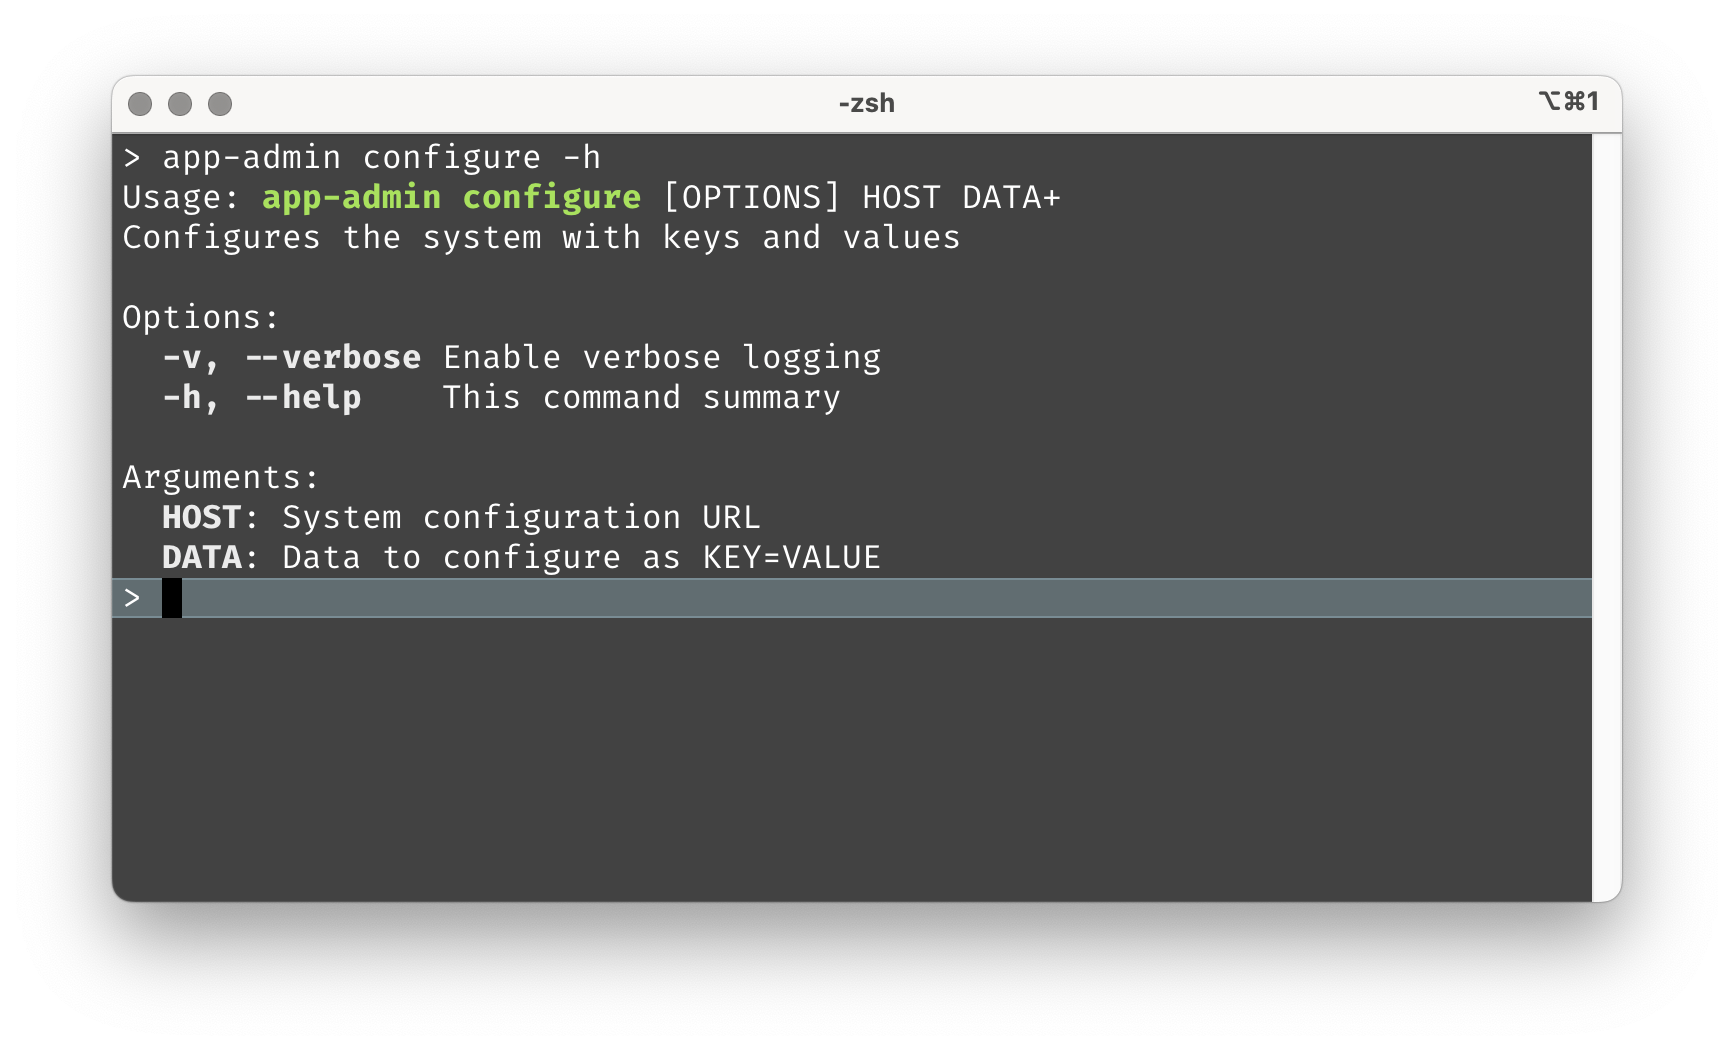 -zsh
⌥⌘1
> app-admin configure -h
Usage: app-admin configure [OPTIONS] HOST DATA+
Configures the system with keys and values
Options:
  -v, --verbose Enable verbose logging
  -h, --help    This command summary
Arguments:
  HOST: System configuration URL
  DATA: Data to configure as KEY=VALUE
>